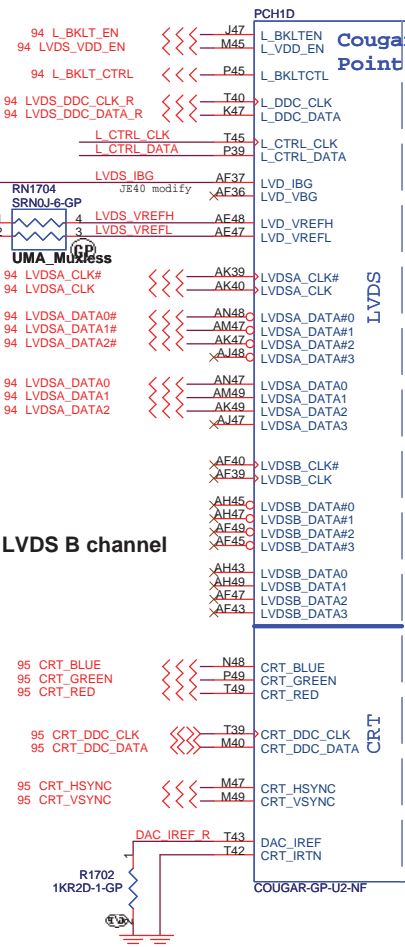 PCH1D
94 L_BKLT_EN J47 L_BKLTEN Cougar
94 LVDS_VDD_EN M45 L_VDD_EN Point
94 L_BKLT_CTRL P45 L_BKLTCTL
94 LVDS_DDC_CLK_R T40 L_DDC_CLK
94 LVDS_DDC_DATA_R K47 L_DDC_DATA
L_CTRL_CLK T45 L_CTRL_CLK
L_CTRL_DATA P39 L_CTRL_DATA
LVDS_IBG AF37 LVD_IBG
RN1704 JE40 modify AF36 LVD_VBG
SRN0J-6-GP
4 LVDS_VREFH AE48 LVD_VREFH
3 LVDS_VREFL AE47 LVD_VREFL
GP
UMA_Muxless
LVDS
94 LVDSA_CLK# AK39 LVDSA_CLK#
94 LVDSA_CLK AK40 LVDSA_CLK
94 LVDSA_DATA0# AN48 LVDSA_DATA#0
94 LVDSA_DATA1# AM47 LVDSA_DATA#1
94 LVDSA_DATA2# AK47 LVDSA_DATA#2
AJ48 LVDSA_DATA#3
94 LVDSA_DATA0 AN47 LVDSA_DATA0
94 LVDSA_DATA1 AM49 LVDSA_DATA1
94 LVDSA_DATA2 AK49 LVDSA_DATA2
AJ47 LVDSA_DATA3
AF40 LVDSB_CLK#
AF39 LVDSB_CLK
AH45 LVDSB_DATA#0
AH47 LVDSB_DATA#1
AF49 LVDSB_DATA#2
LVDS B channel AF45 LVDSB_DATA#3
AH43 LVDSB_DATA0
AH49 LVDSB_DATA1
AF47 LVDSB_DATA2
AF43 LVDSB_DATA3
95 CRT_BLUE N48 CRT_BLUE
95 CRT_GREEN P49 CRT_GREEN
95 CRT_RED T49 CRT_RED
CRT
95 CRT_DDC_CLK T39 CRT_DDC_CLK
95 CRT_DDC_DATA M40 CRT_DDC_DATA
95 CRT_HSYNC M47 CRT_HSYNC
95 CRT_VSYNC M49 CRT_VSYNC
DAC_IREF_R T43 DAC_IREF
1 T42 CRT_IRTN
R1702
1KR2D-1-GP COUGAR-GP-U2-NF
2